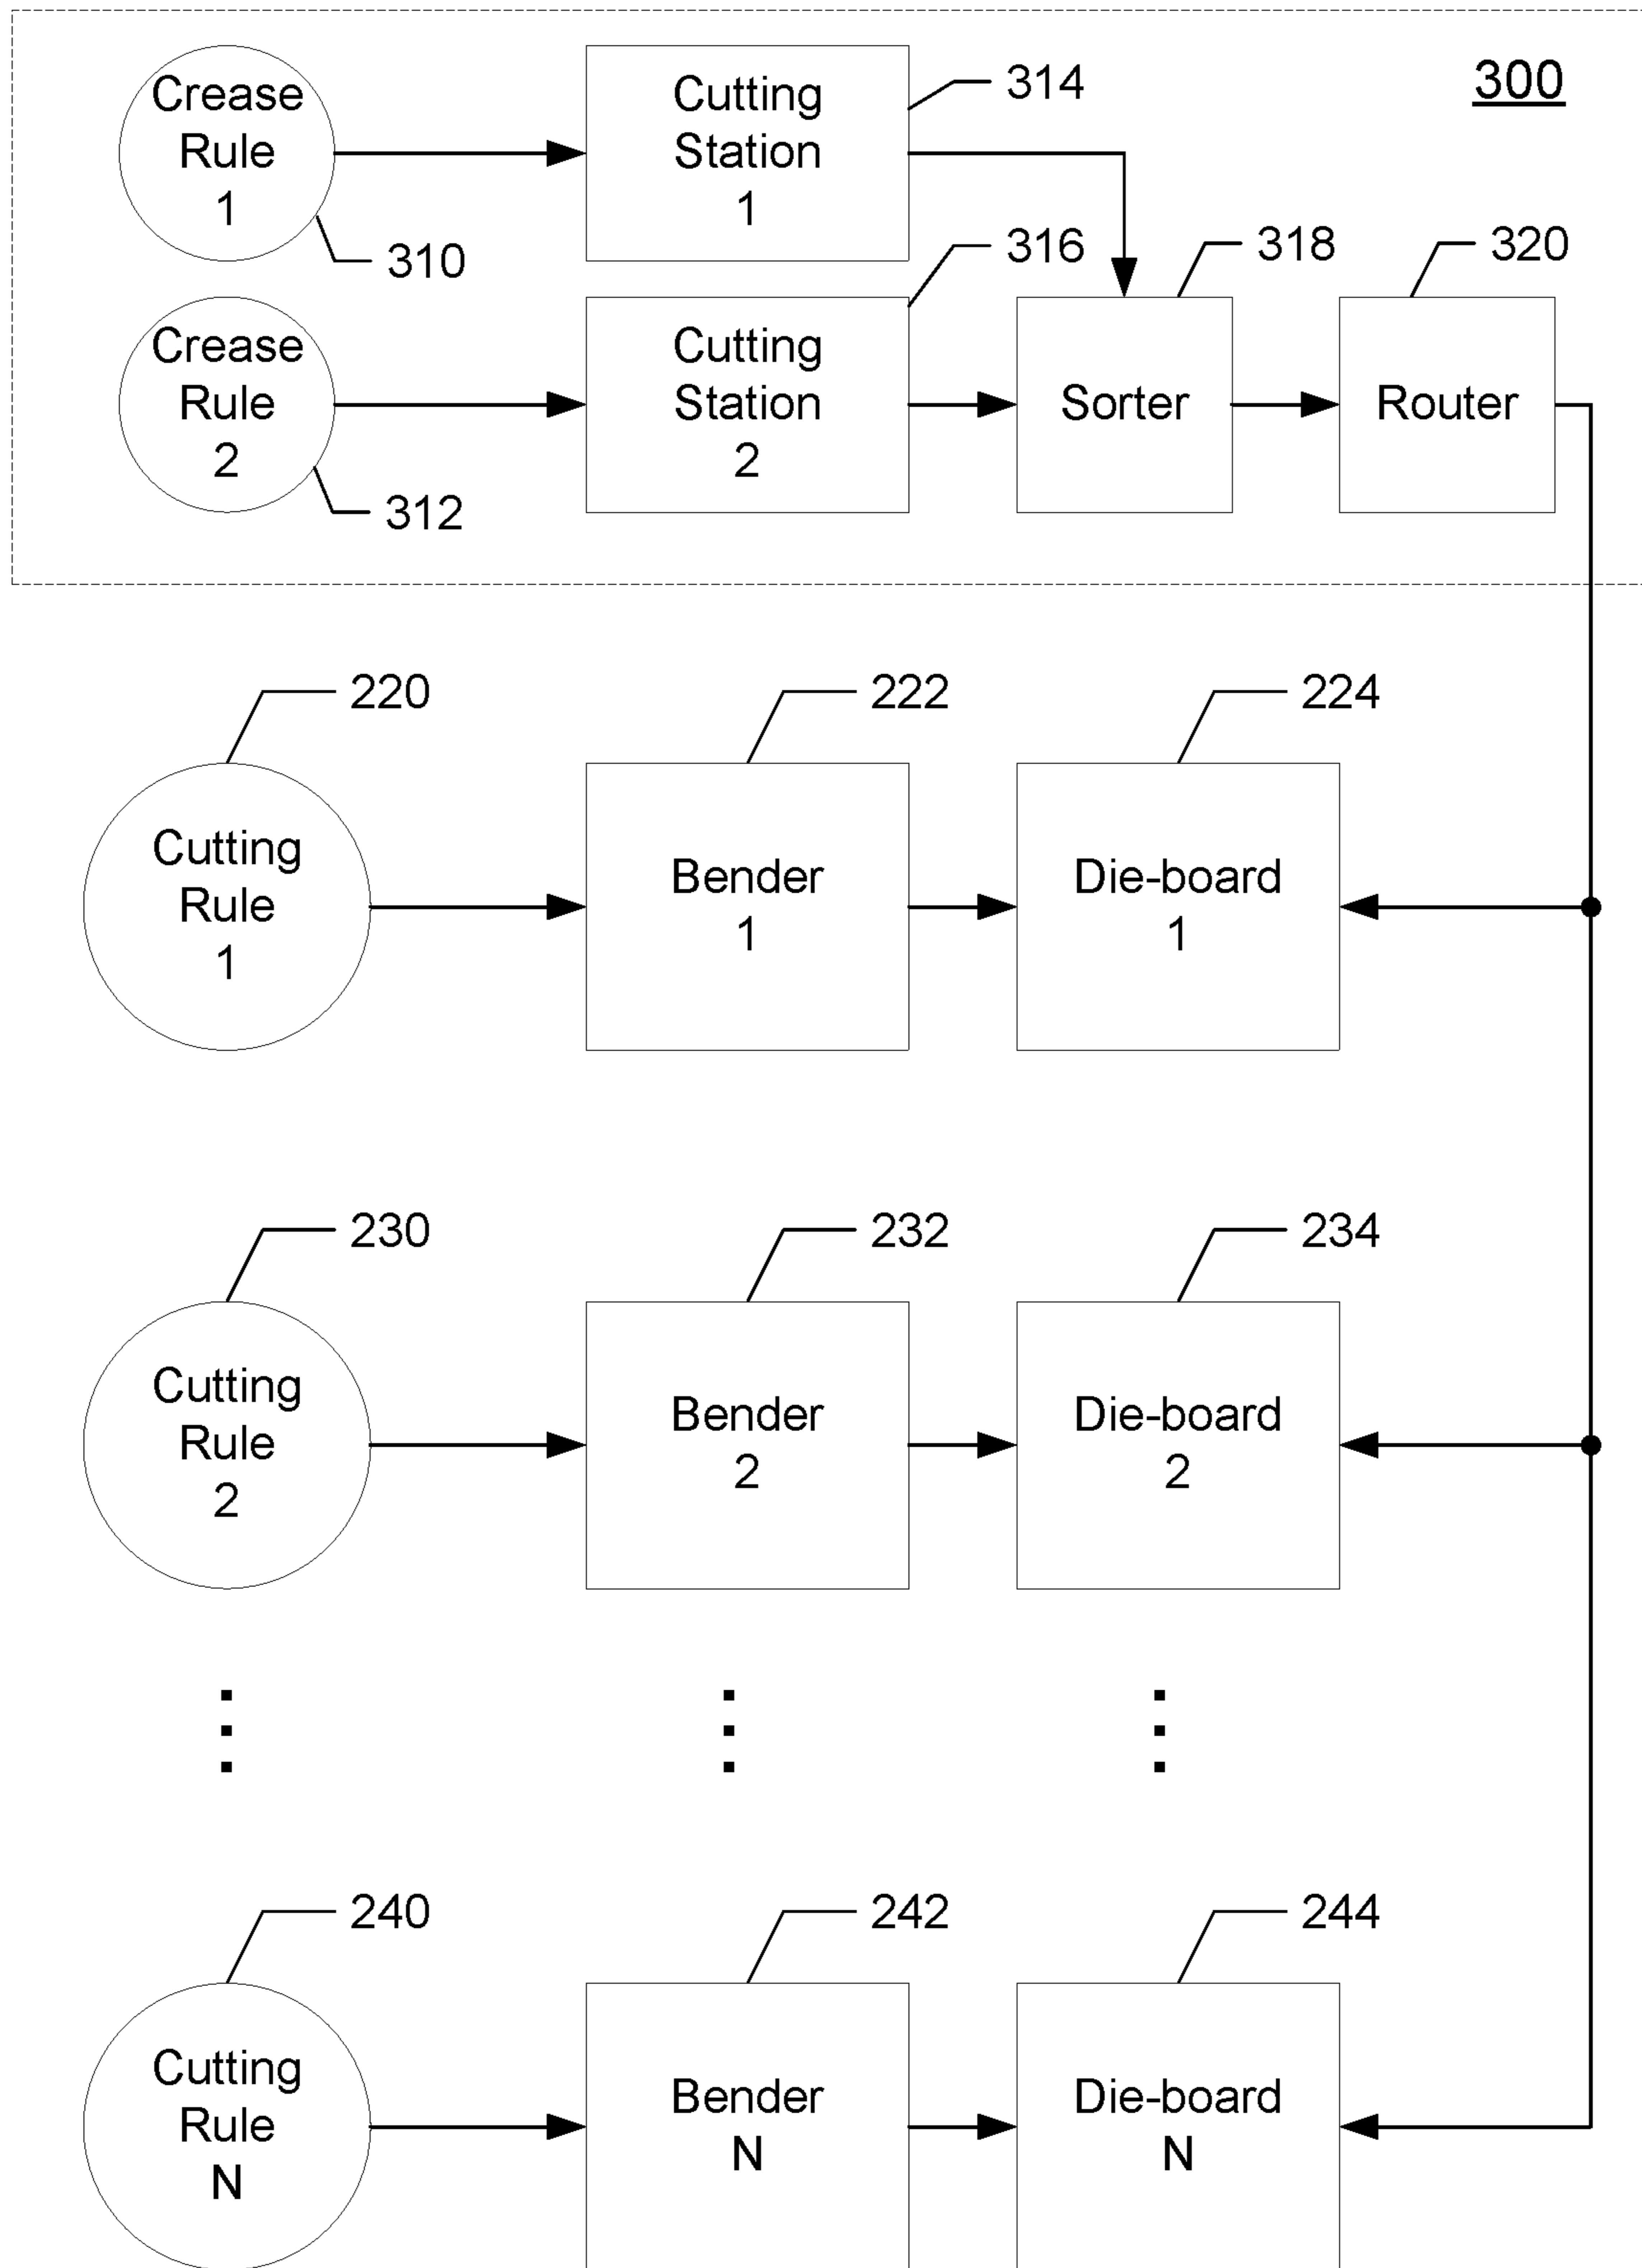 300
Crease
Rule
1
310
Cutting
Station
1
314
Crease
Rule
2
312
Cutting
Station
2
316
Sorter
318
Router
320
220
222
224
Cutting
Rule
1
Bender
1
Die-board
1
230
232
234
Cutting
Rule
2
Bender
2
Die-board
2
240
242
244
Cutting
Rule
N
Bender
N
Die-board
N